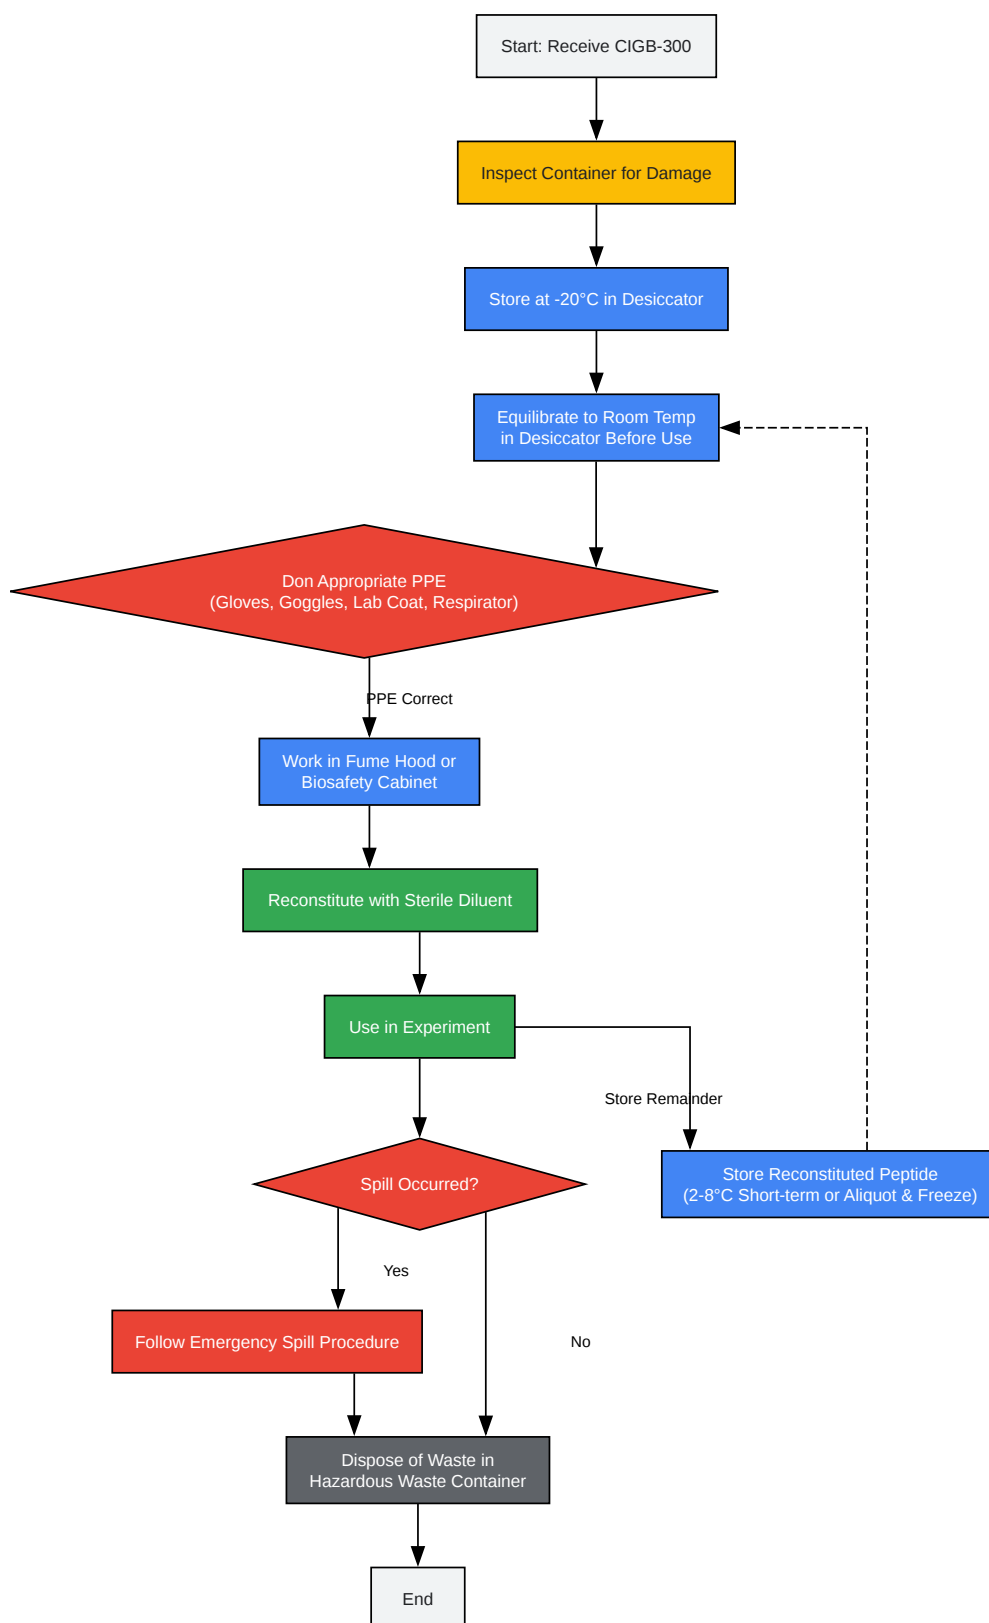 Start: Receive CIGB-300
Inspect Container for Damage
Store at -20°C in Desiccator
Equilibrate to Room Temp
in Desiccator Before Use
Don Appropriate PPE
(Gloves, Goggles, Lab Coat, Respirator)
PPE Correct
Work in Fume Hood or
Biosafety Cabinet
Reconstitute with Sterile Diluent
Use in Experiment
Store Remainder
Store Reconstituted Peptide
(2-8°C Short-term or Aliquot & Freeze)
Spill Occurred?
Yes
Follow Emergency Spill Procedure
No
Dispose of Waste in
Hazardous Waste Container
End